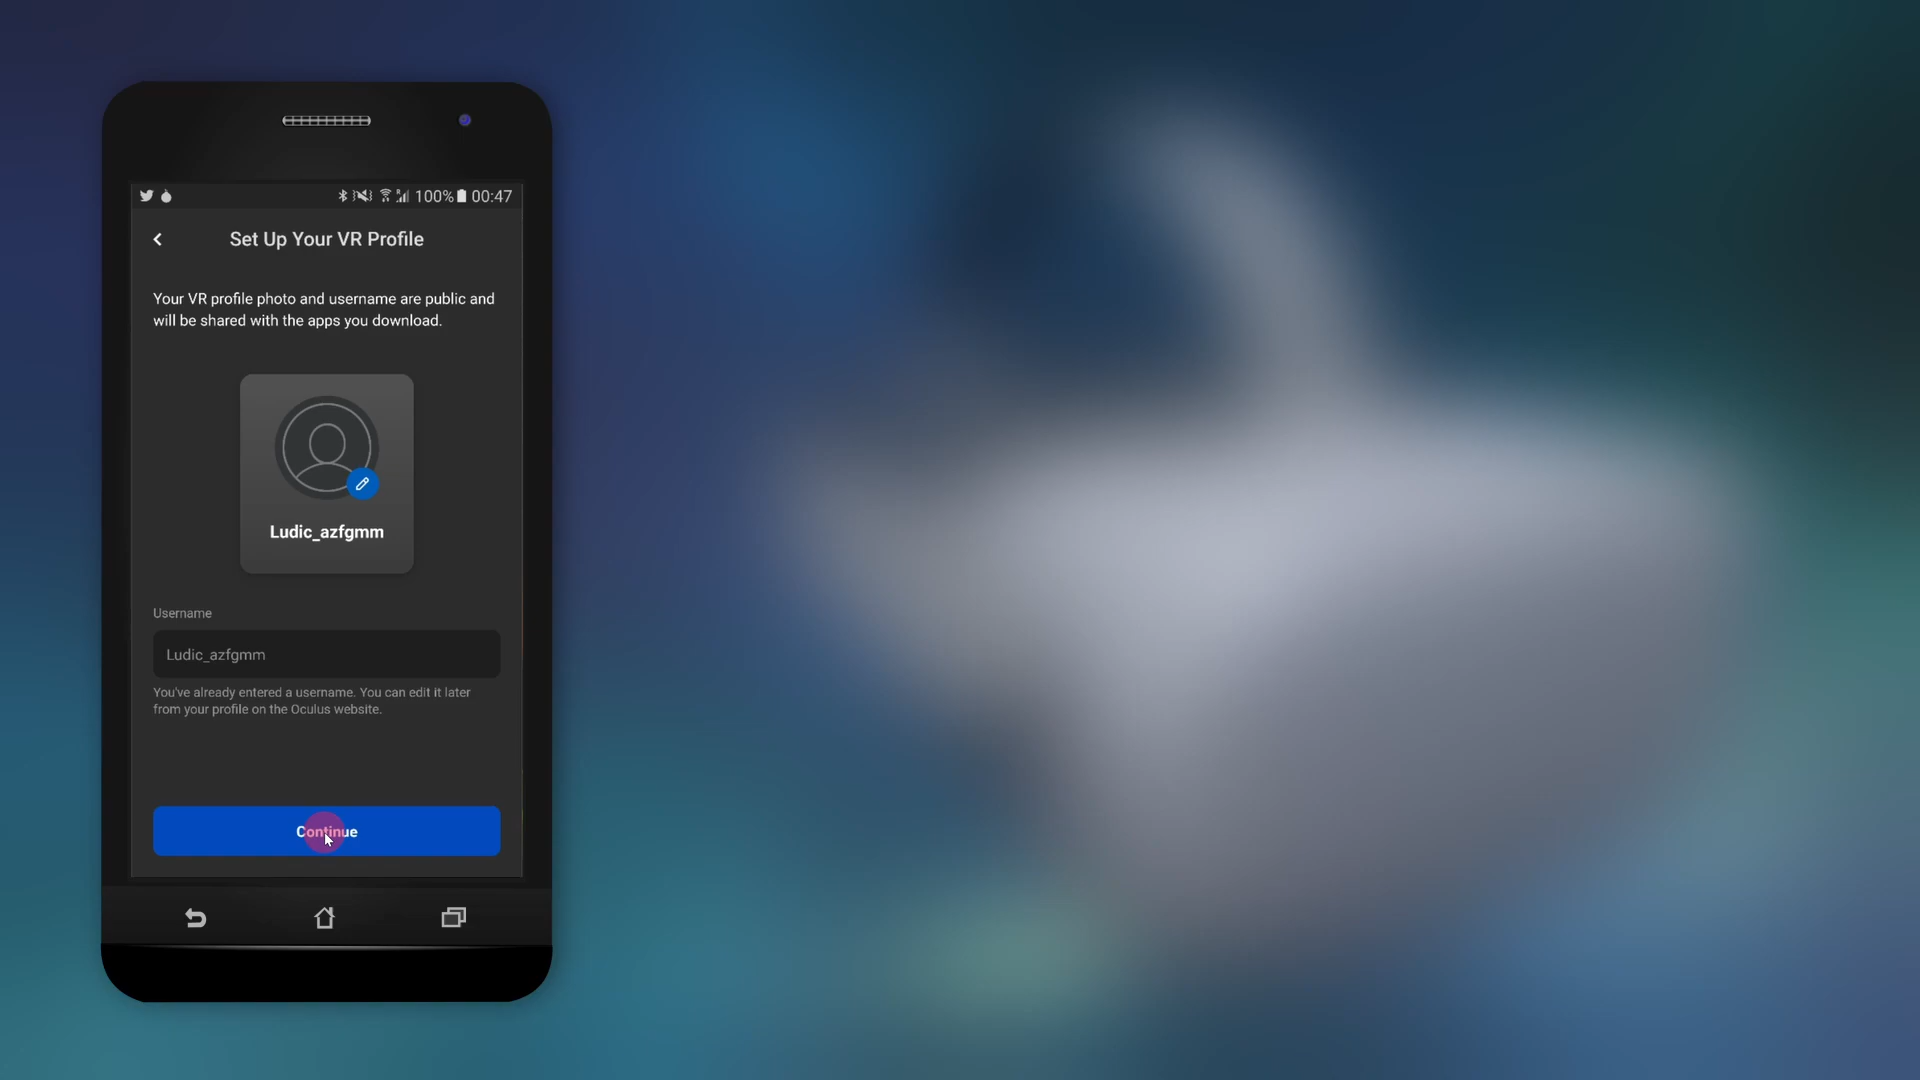 100% 00:47
Set Up Your VR Profile
Your VR profile photo and username are public and
will be shared with the apps you download.
Ludic_azfgmm
Username
Ludic_azfgmm
You've already entered a username. You can edit it later
from your profile on the Oculus website.
Continue